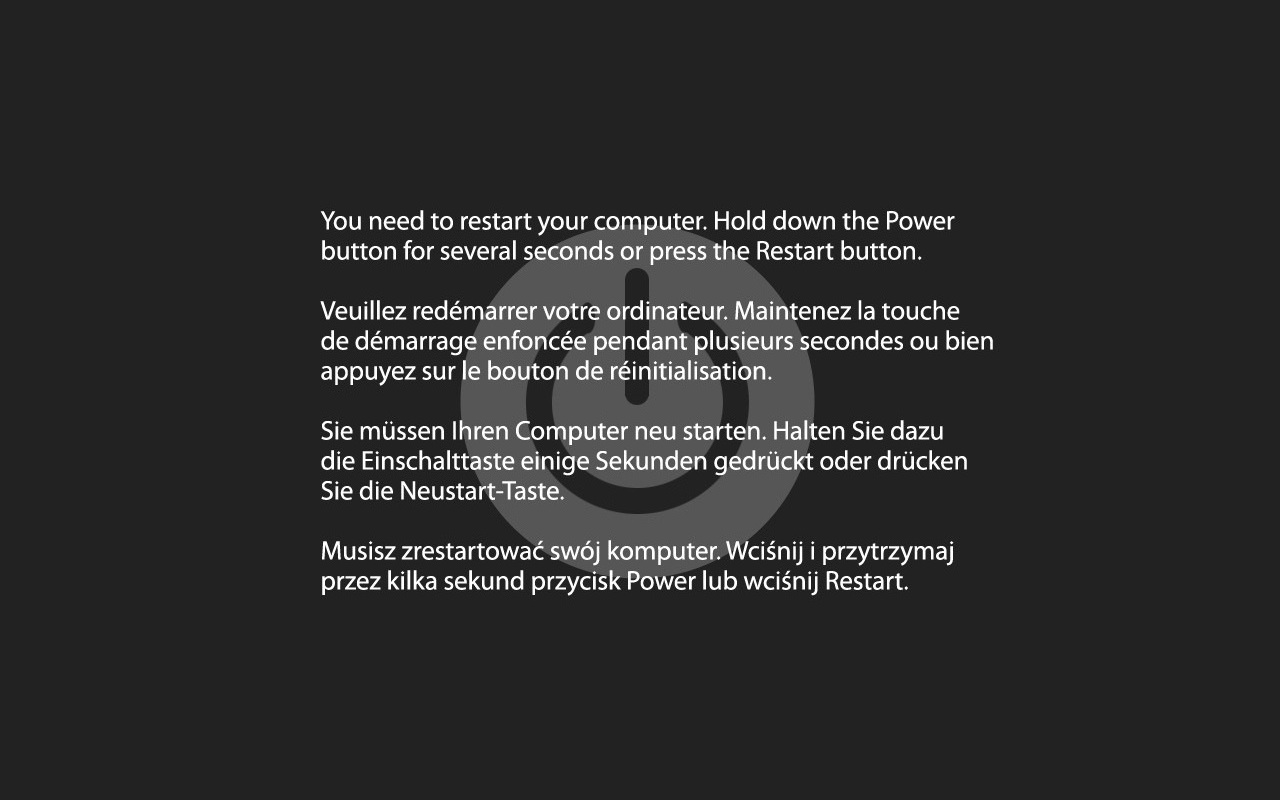 You need to restart your computer. Hold down the Power
button for several seconds or press the Restart button.
Veuillez redémarrer votre ordinateur. Maintenez la touche
de démarrage enfoncée pendant plusieurs secondes ou bien
appuyez sur le bouton de réinitialisation.
Sie müssen Ihren Computer neu starten. Halten Sie dazu
die Einschalttaste einige Sekunden gedrückt oder drücken
Sie die Neustart-Taste.
Musisz zrestartować swój komputer. Wciśnij i przytrzymaj
przez kilka sekund przycisk Power lub wciśnij Restart.